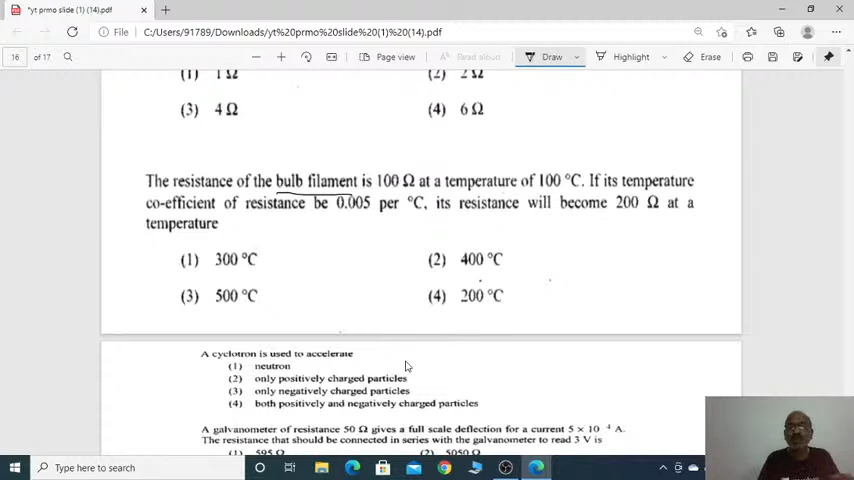 *yt prmo slide (1) (14).pdf
File
C:/Users/91789/Downloads/yt%20prmo%20slide%20(1)%20(14).pdf
16 of 17
Page view
Read aloud
Draw
Highlight
Erase
(1) 1 Ω (2) 2 Ω
(3) 4 Ω (4) 6 Ω
The resistance of the bulb filament is 100 Ω at a temperature of 100 °C. If its temperature
co-efficient of resistance be 0.005 per °C, its resistance will become 200 Ω at a
temperature
(1) 300 °C (2) 400 °C
(3) 500 °C (4) 200 °C
A cyclotron is used to accelerate
(1) neutron
(2) only positively charged particles
(3) only negatively charged particles
(4) both positively and negatively charged particles
A galvanometer of resistance 50 Ω gives a full scale deflection for a current 5 × 10 ⁻⁴ A.
The resistance that should be connected in series with the galvanometer to read 3 V is
(1) 595 Ω (2) 5050 Ω
Type here to search